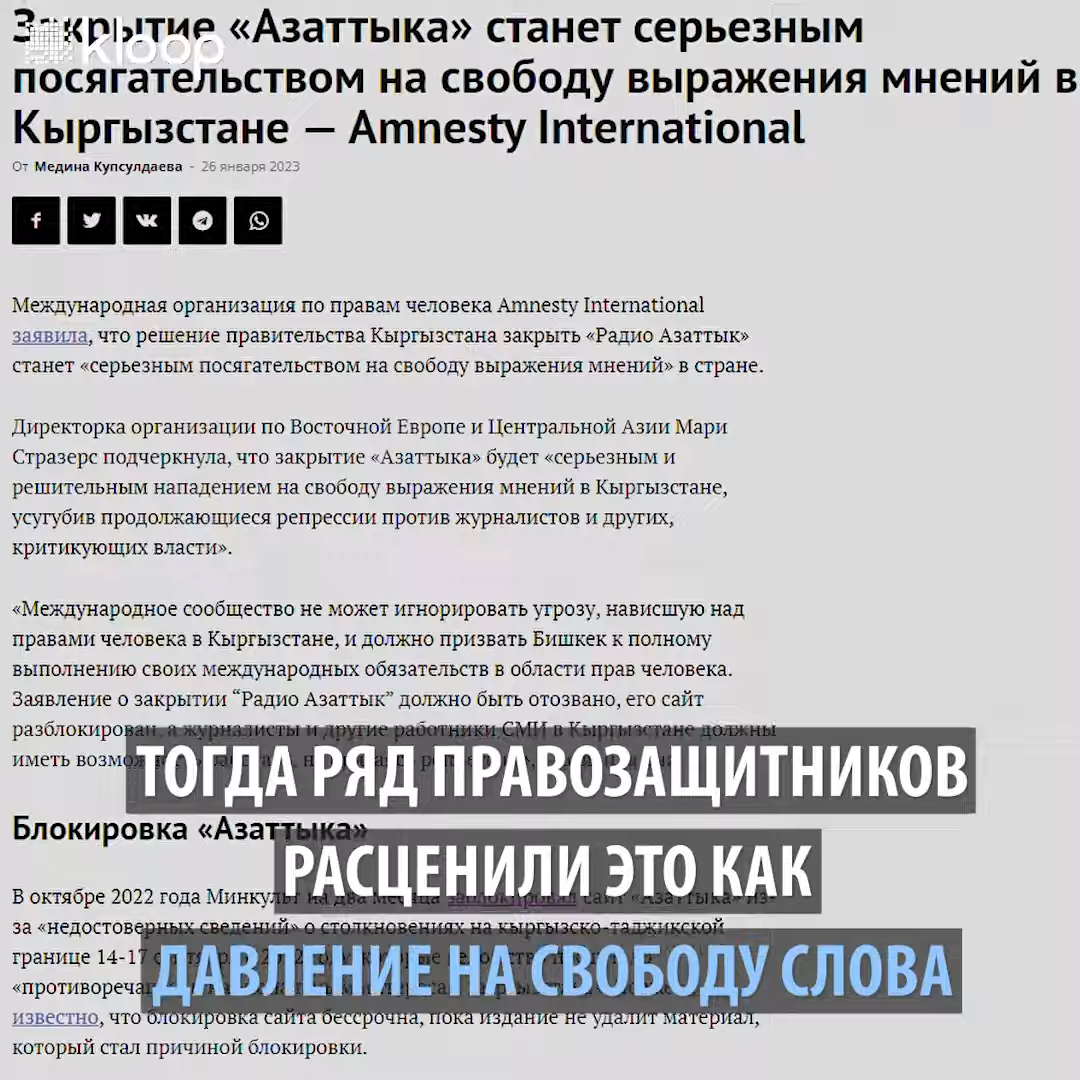 kloop
Закрытие «Азаттыка» станет серьезным
посягательством на свободу выражения мнений в
Кыргызстане — Amnesty International
От Медина Купсулдаева - 26 января 2023
Международная организация по правам человека Amnesty International
заявила, что решение правительства Кыргызстана закрыть «Радио Азаттык»
станет «серьезным посягательством на свободу выражения мнений» в стране.
Директорка организации по Восточной Европе и Центральной Азии Мари
Стразерс подчеркнула, что закрытие «Азаттыка» будет «серьезным и
решительным нападением на свободу выражения мнений в Кыргызстане,
усугубив продолжающиеся репрессии против журналистов и других,
критикующих власти».
«Международное сообщество не может игнорировать угрозу, нависшую над
правами человека в Кыргызстане, и должно призвать Бишкек к полному
выполнению своих международных обязательств в области прав человека.
Заявление о закрытии “Радио Азаттык” должно быть отозвано, его сайт
разблокирован, а журналисты и другие работники СМИ в Кыргызстане должны
иметь
ТОГДА РЯД ПРАВОЗАЩИТНИКОВ
РАСЦЕНИЛИ ЭТО КАК
ДАВЛЕНИЕ НА СВОБОДУ СЛОВА
Блокировка «Азаттыка»
В октябре 2022 года Минкульт на два месяца заблокировал сайт «Азаттыка» из-
за «недостоверных сведений» о столкновениях на кыргызско-таджикской
границе 14-17
известно, что блокировка сайта бессрочна, пока издание не удалит материал,
который стал причиной блокировки.